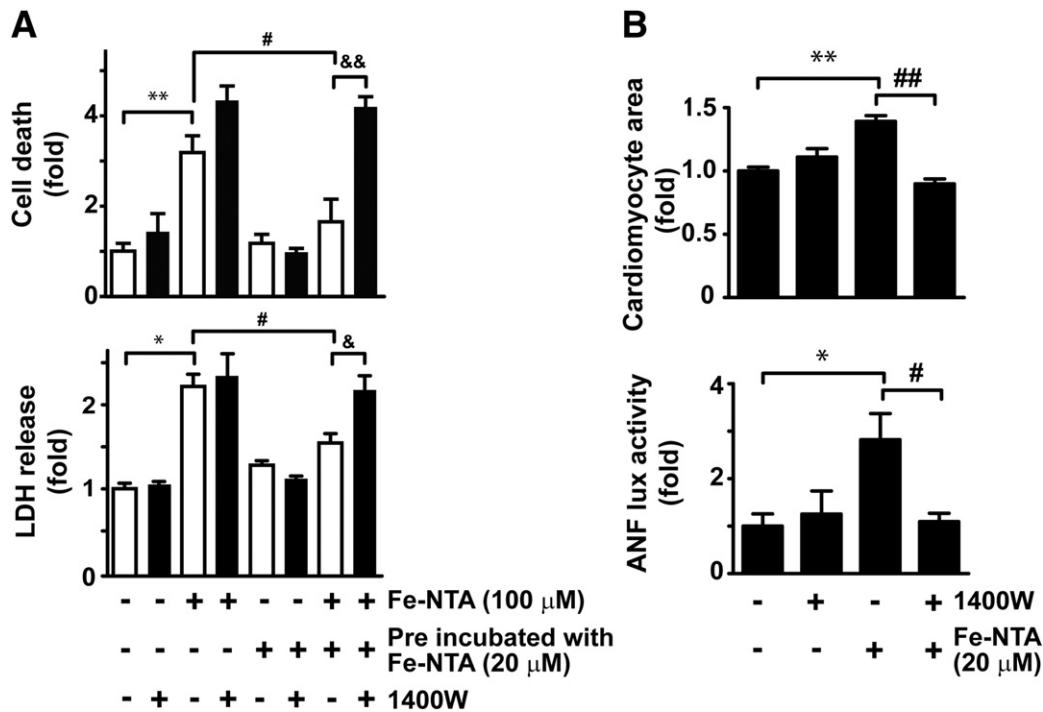 A
#
&&
**
4
2
0
Cell death
(fold)
#
*
&
2
1
0
LDH release
(fold)
- - + + - - + + Fe-NTA (100 μM)
- - - - + + + + Pre incubated with
Fe-NTA (20 μM)
- + - + - + - + 1400W
B
**
##
1.5
1.0
0.5
0
Cardiomyocyte area
(fold)
*
#
4
2
0
ANF lux activity
(fold)
- + - + 1400W
- - + + Fe-NTA
(20 μM)